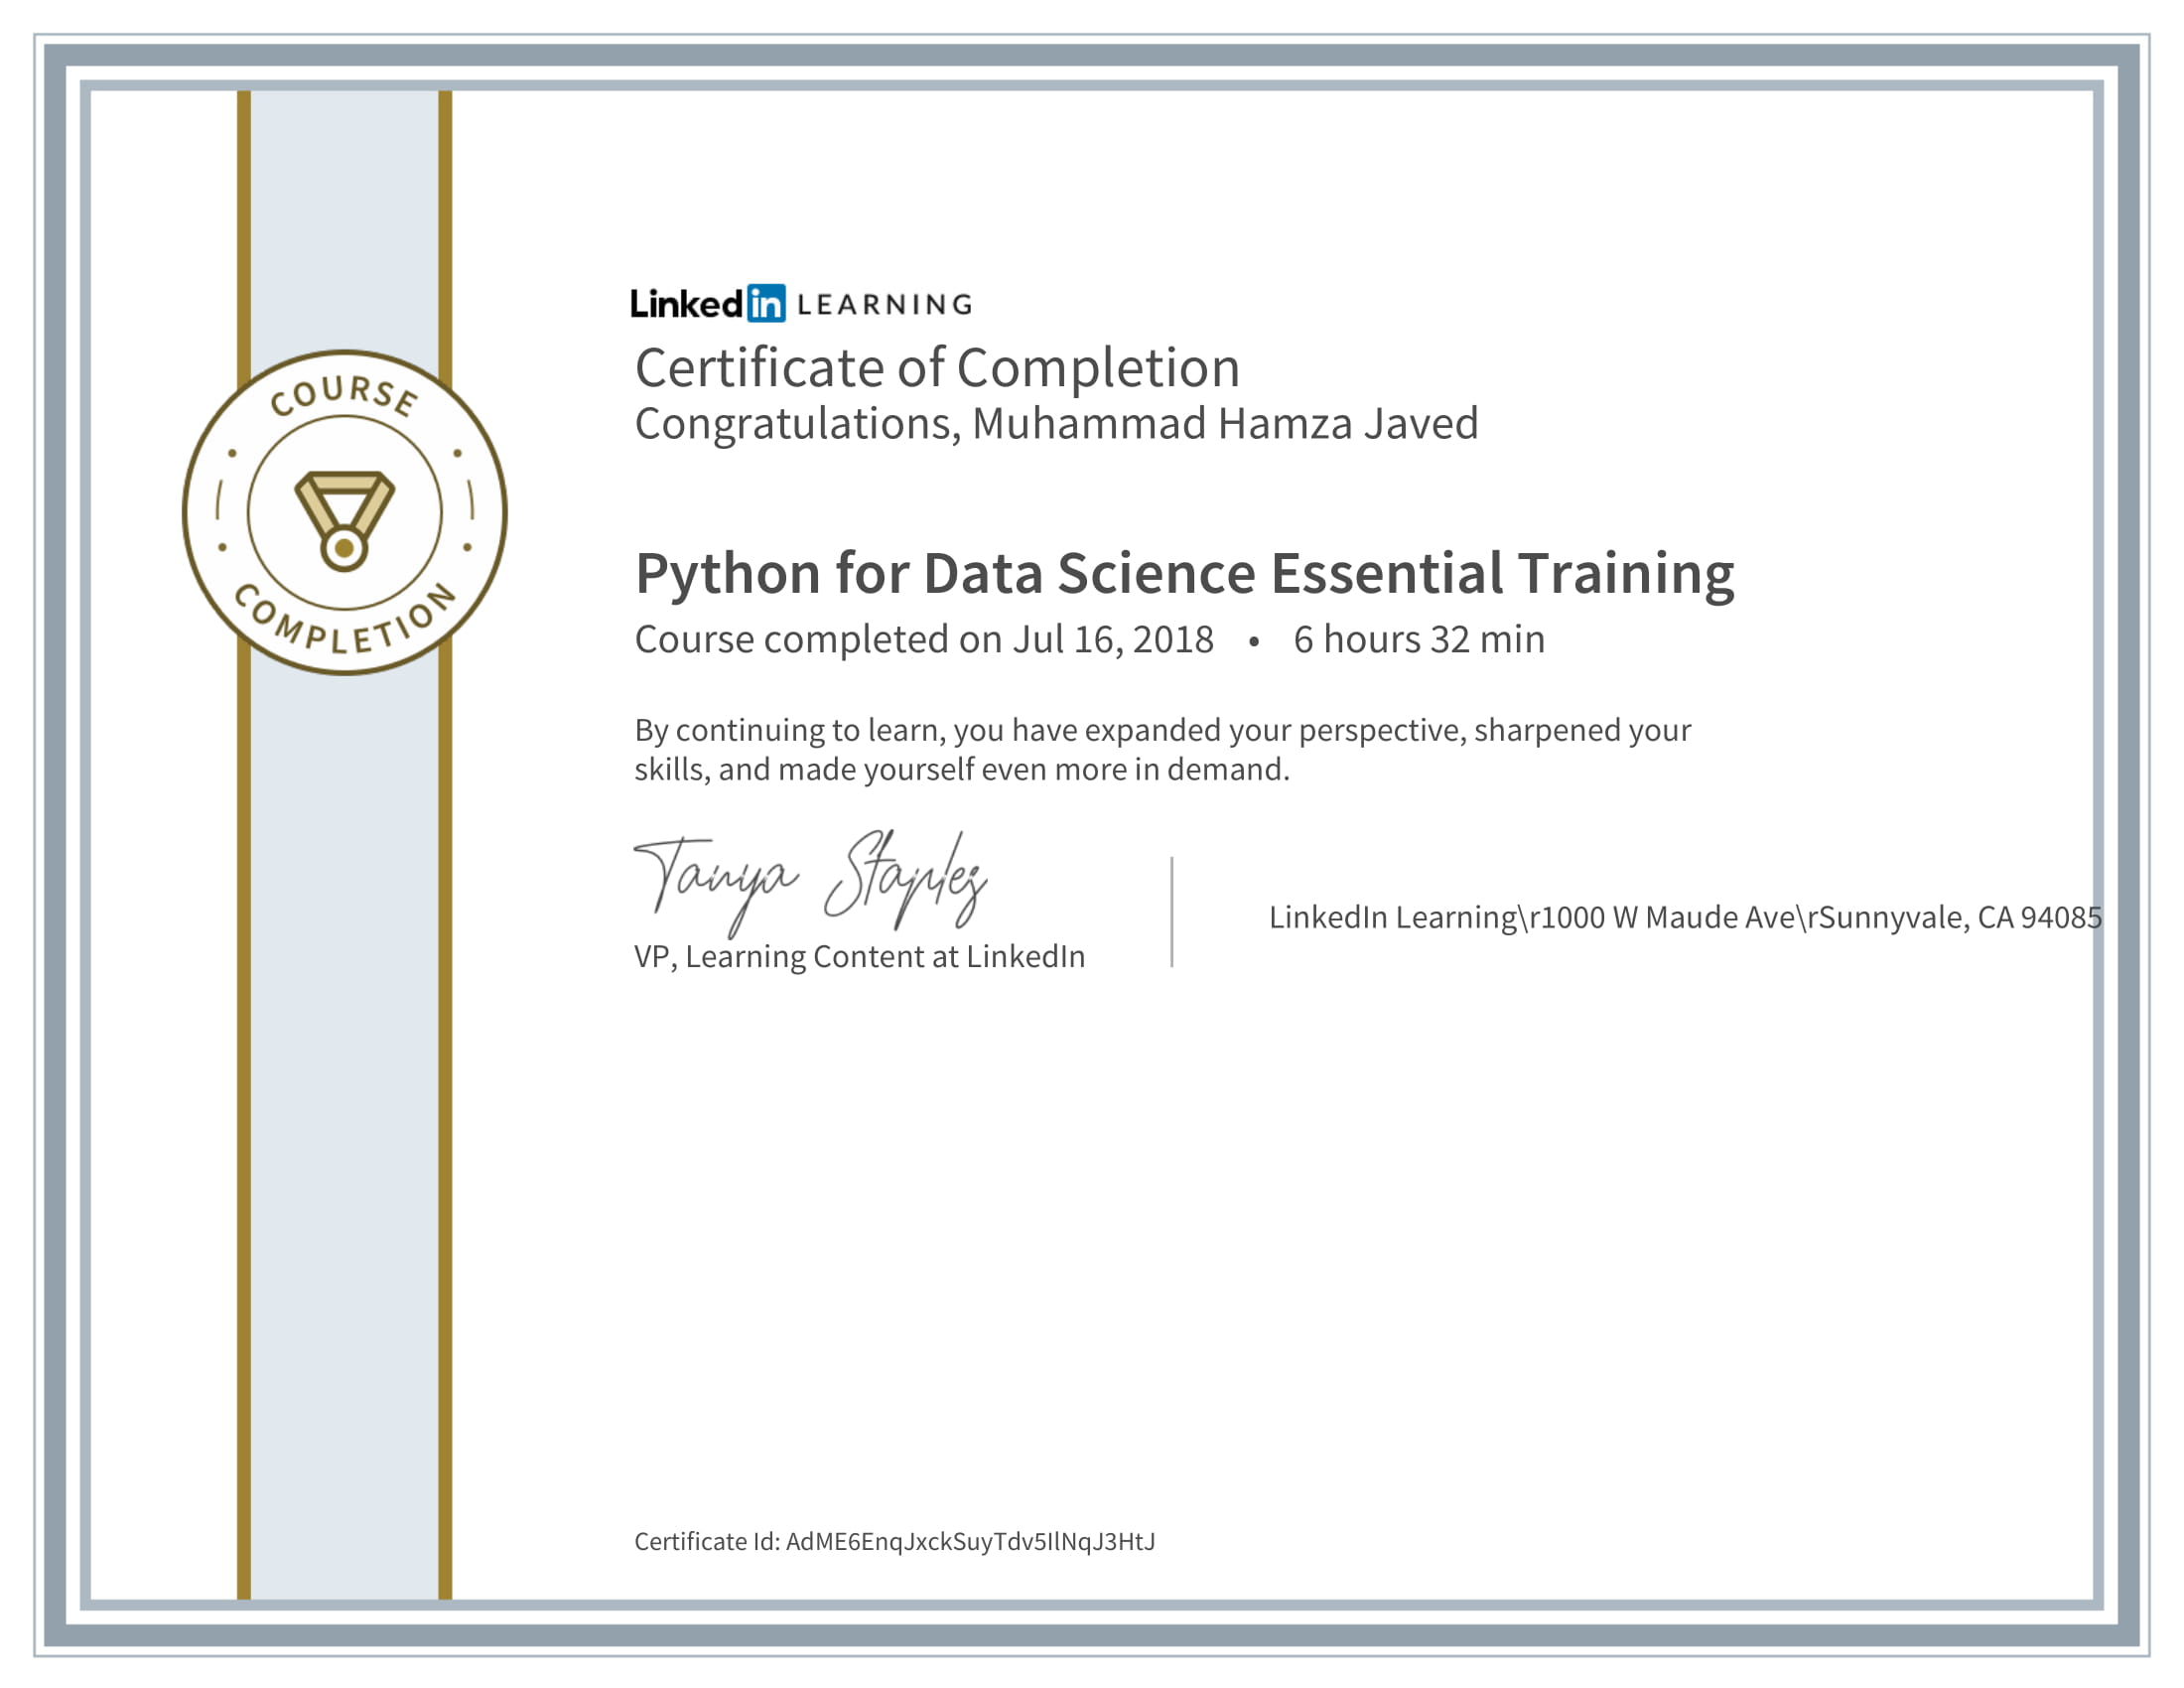 COURSE
COMPLETION
Linked in LEARNING
Certificate of Completion
Congratulations, Muhammad Hamza Javed
Python for Data Science Essential Training
Course completed on Jul 16, 2018 • 6 hours 32 min
By continuing to learn, you have expanded your perspective, sharpened your
skills, and made yourself even more in demand.
Tanya Staples
VP, Learning Content at LinkedIn
LinkedIn Learning\r1000 W Maude Ave\rSunnyvale, CA 94085
Certificate Id: AdME6EnqJxckSuyTdv5IlNqJ3HtJ